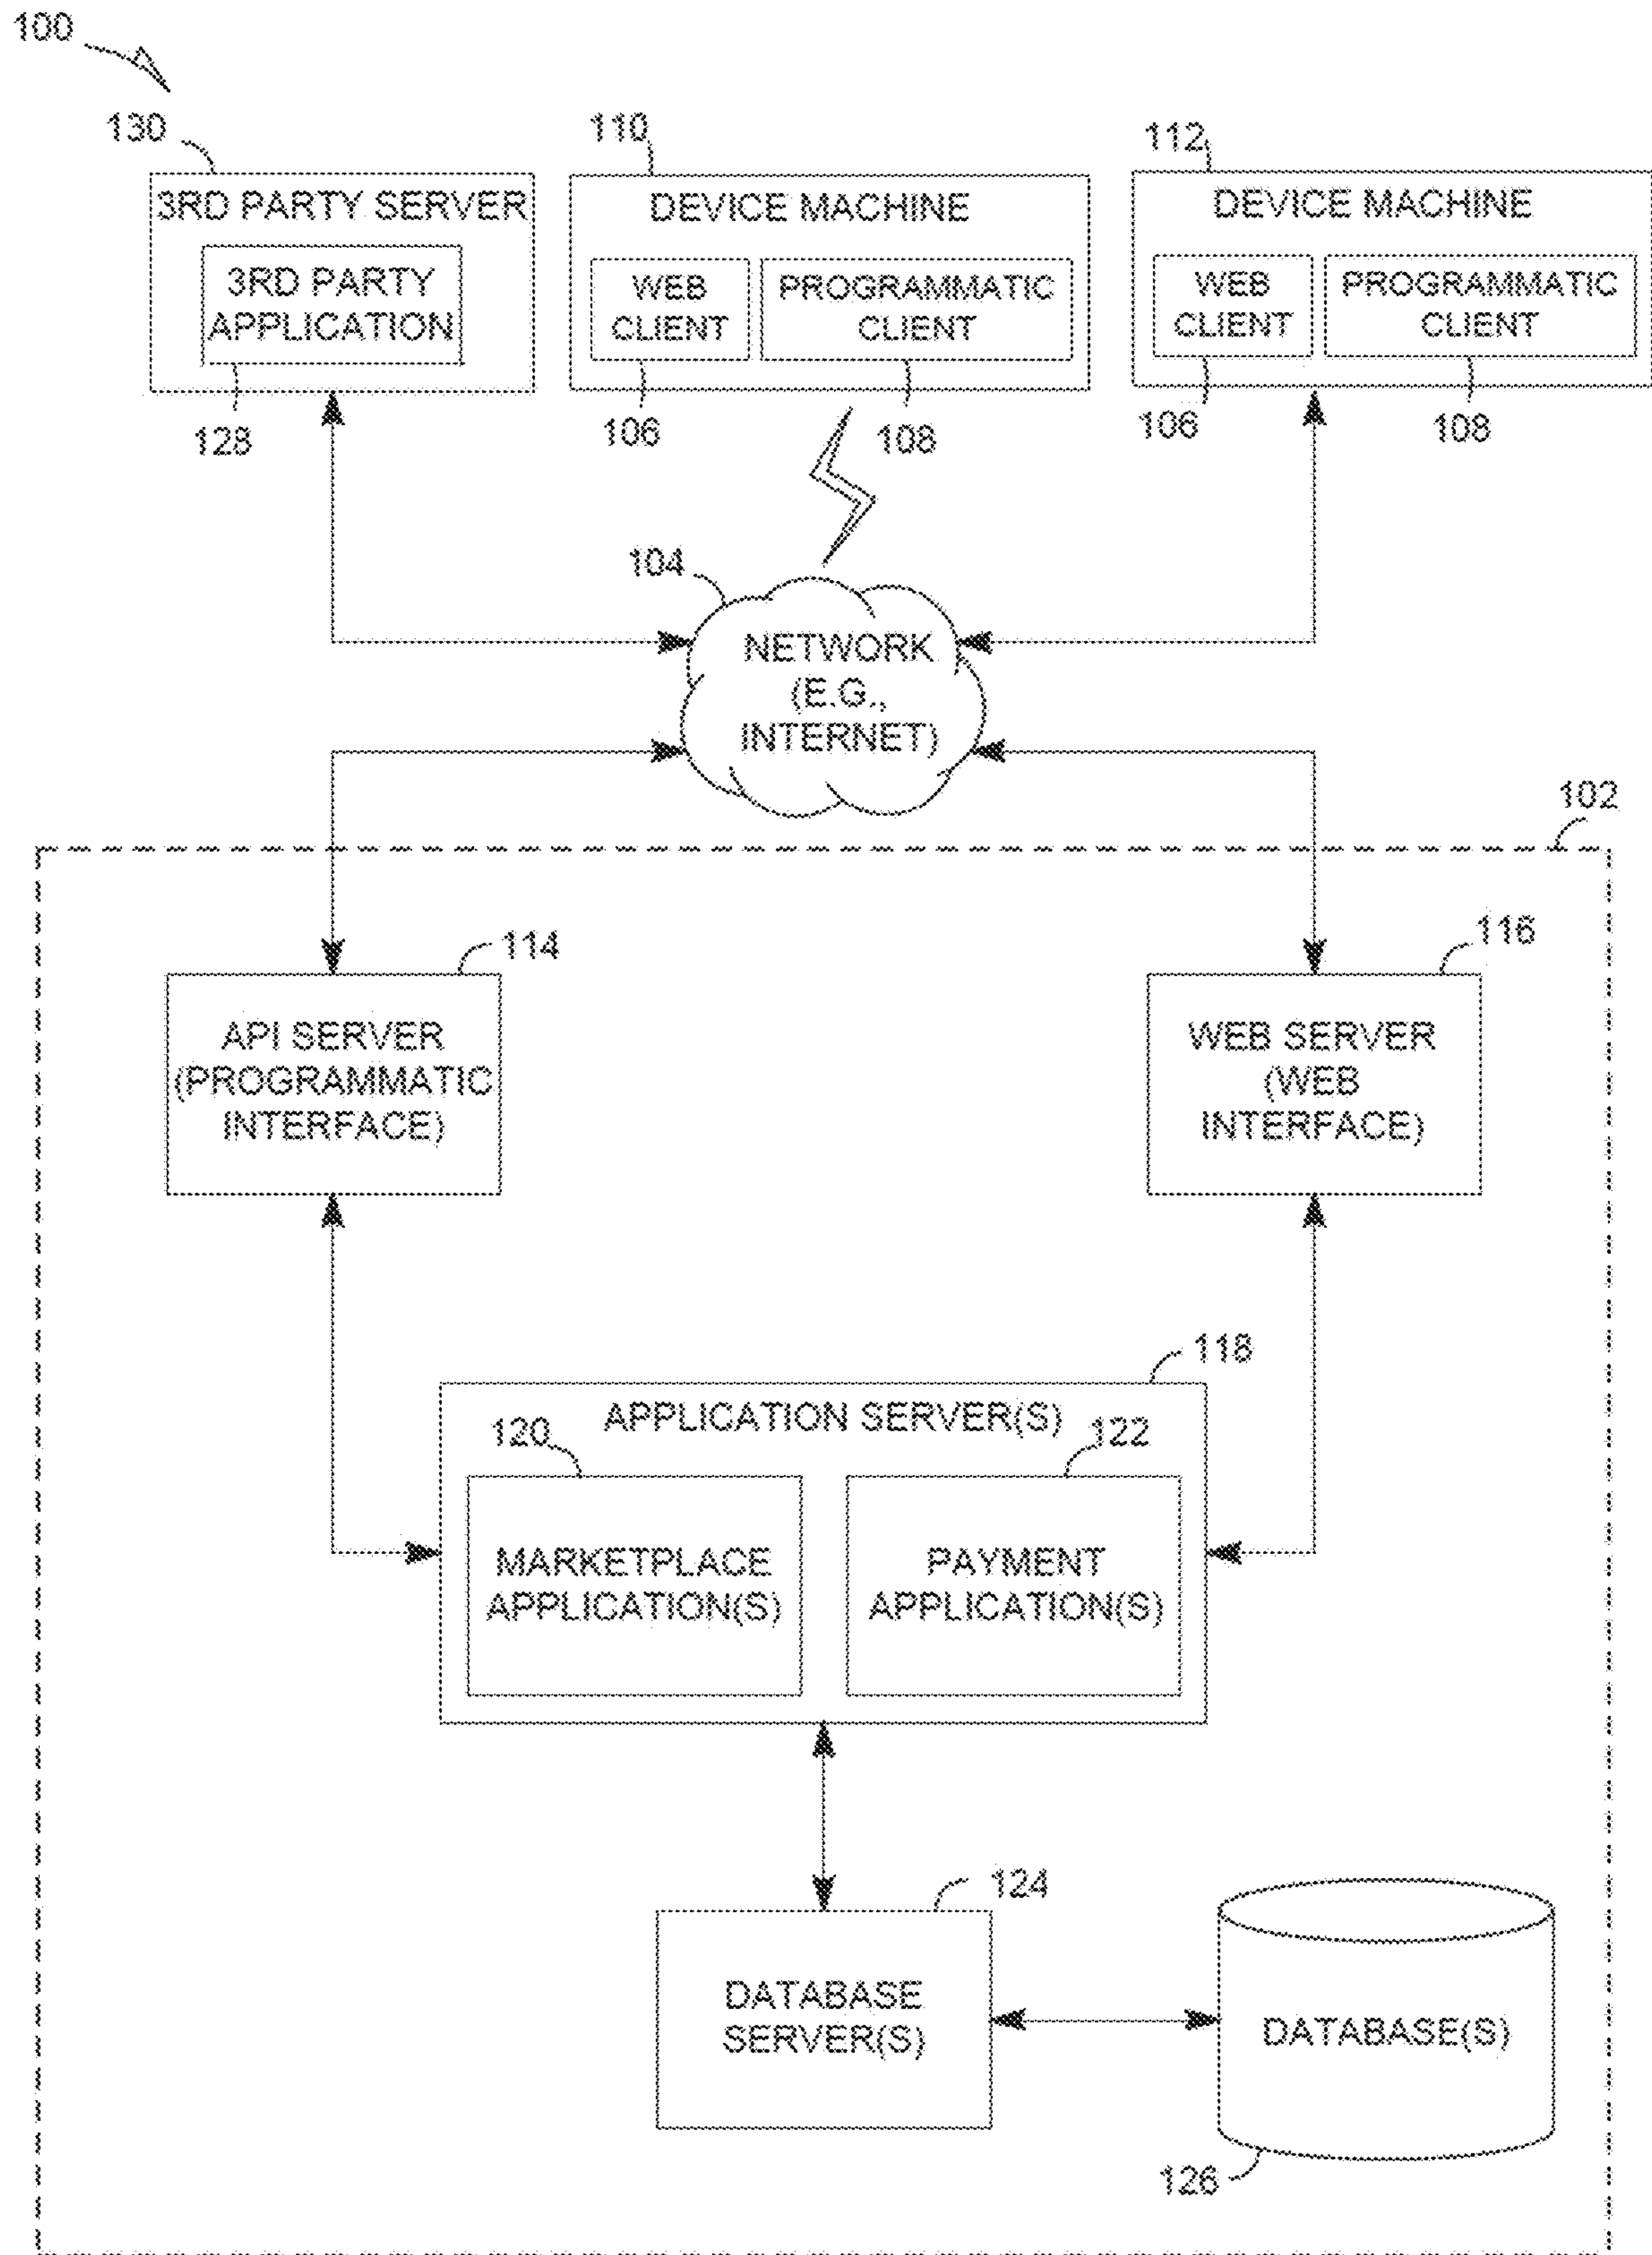 100
130
110
112
3RD PARTY SERVER
3RD PARTY
APPLICATION
128
DEVICE MACHINE
WEB
CLIENT
PROGRAMMATIC
CLIENT
106
108
DEVICE MACHINE
WEB
CLIENT
PROGRAMMATIC
CLIENT
106
108
104
NETWORK
(E.G.,
INTERNET)
102
114
API SERVER
(PROGRAMMATIC
INTERFACE)
116
WEB SERVER
(WEB
INTERFACE)
118
APPLICATION SERVER(S)
120
122
MARKETPLACE
APPLICATION(S)
PAYMENT
APPLICATION(S)
124
DATABASE
SERVER(S)
DATABASE(S)
126